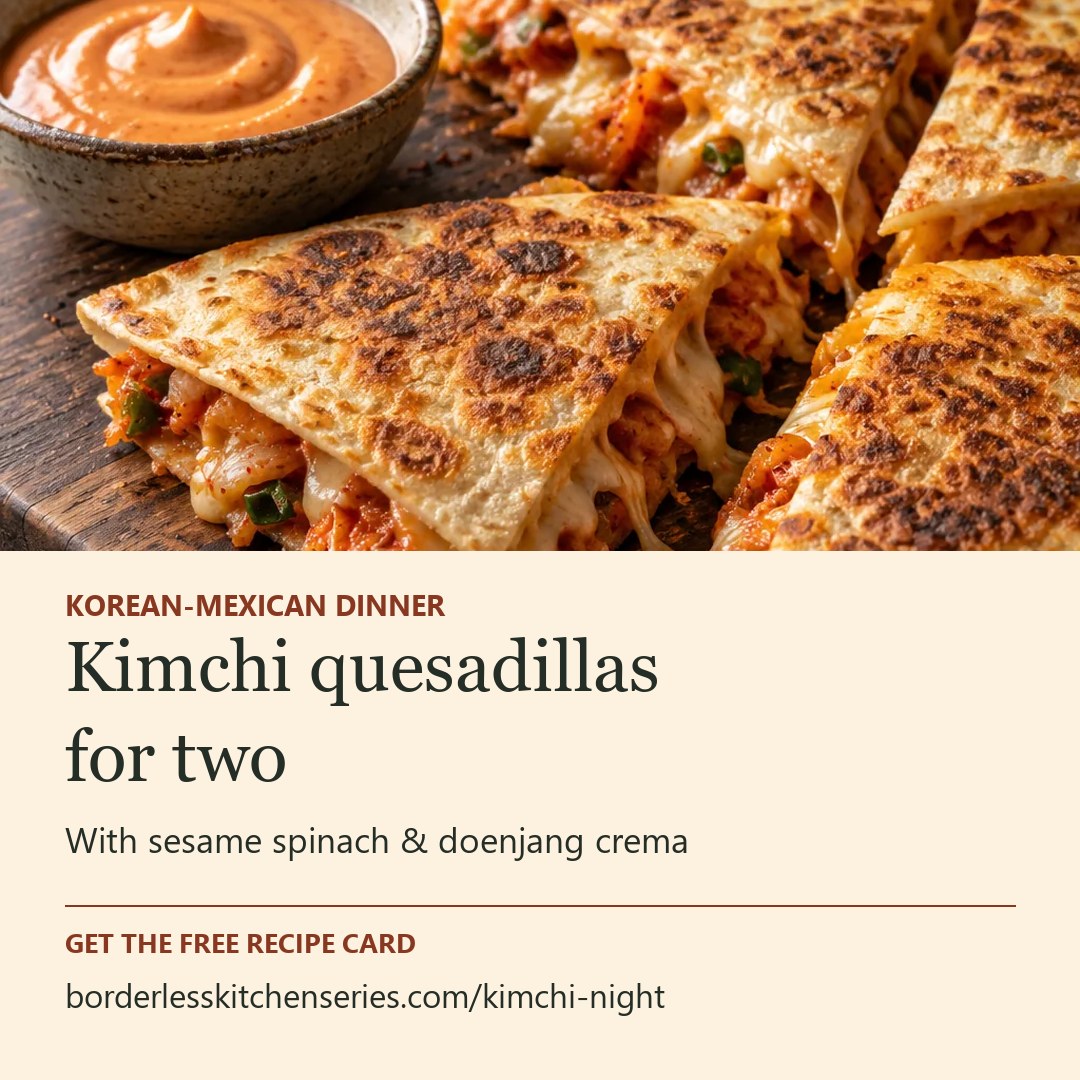 KOREAN-MEXICAN DINNER
Kimchi quesadillas
for two
With sesame spinach & doenjang crema
GET THE FREE RECIPE CARD
borderlesskitchenseries.com/kimchi-night